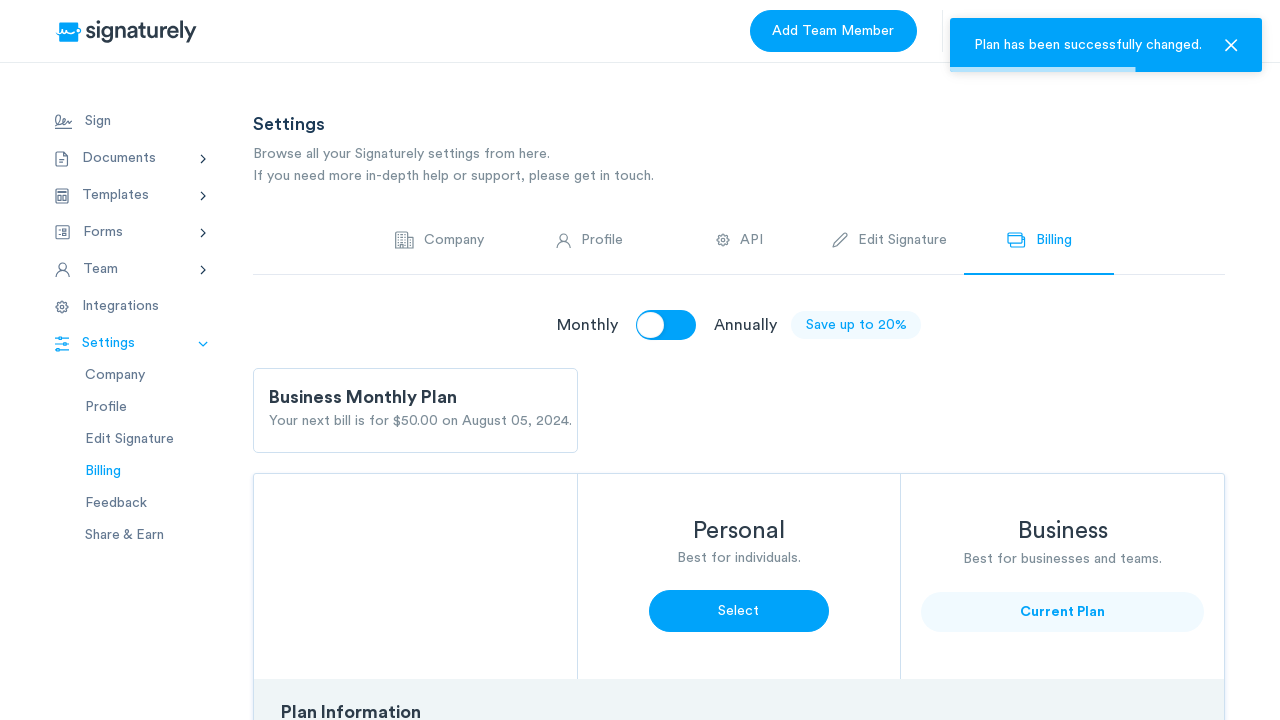 signaturely
Add Team Member
Plan has been successfully changed.
Sign
Documents
Templates
Forms
Team
Integrations
Settings
Company
Profile
Edit Signature
Billing
Feedback
Share & Earn
Settings
Browse all your Signaturely settings from here.
If you need more in-depth help or support, please get in touch.
Company
Profile
API
Edit Signature
Billing
Monthly
Annually
Save up to 20%
Business Monthly Plan
Your next bill is for $50.00 on August 05, 2024.
Personal
Best for individuals.
Select
Business
Best for businesses and teams.
Current Plan
Plan Information